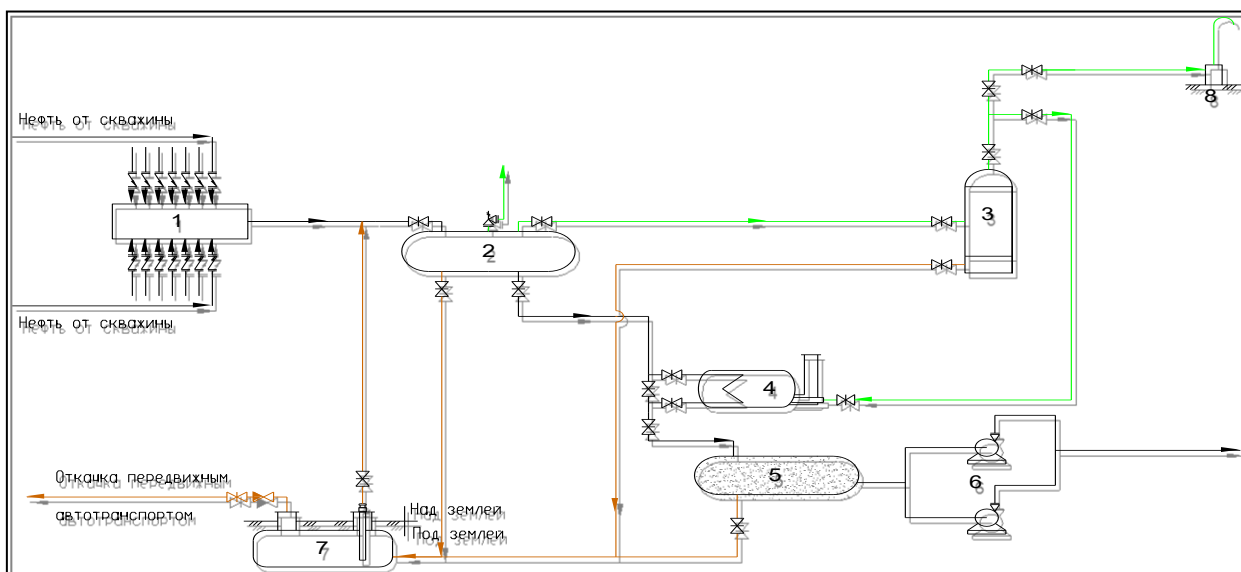 Нефть от скважины
8
1
3
2
Нефть от скважины
4
5
6
Откачка передвижным
автотранспортом
Над землей
Под землей
7